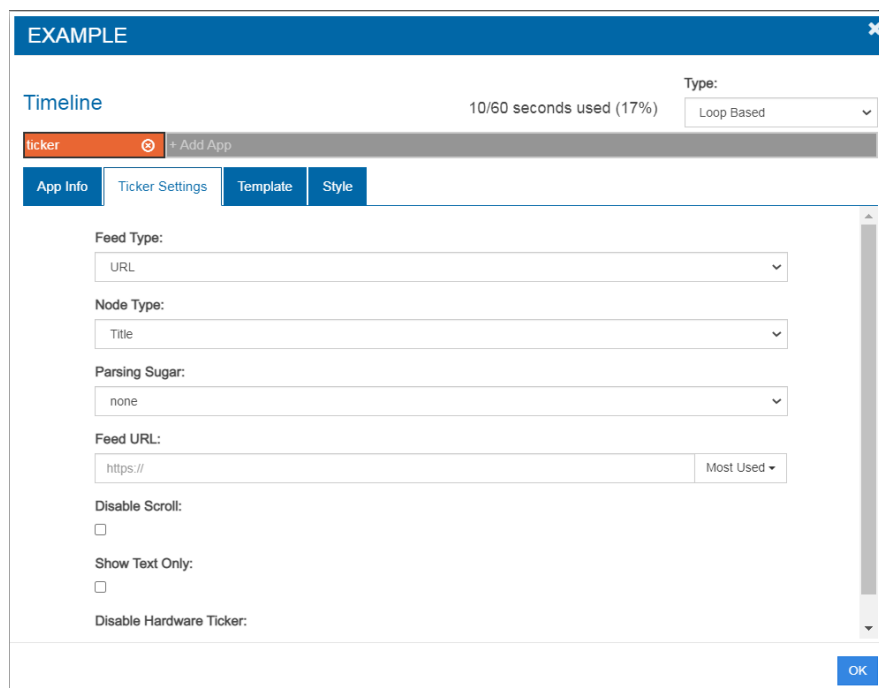 EXAMPLE
Timeline
10/60 seconds used (17%)
Type:
Loop Based
ticker
+ Add App
App Info
Ticker Settings
Template
Style
Feed Type:
URL
Node Type:
Title
Parsing Sugar:
none
Feed URL:
https://
Most Used
Disable Scroll:
Show Text Only:
Disable Hardware Ticker:
OK